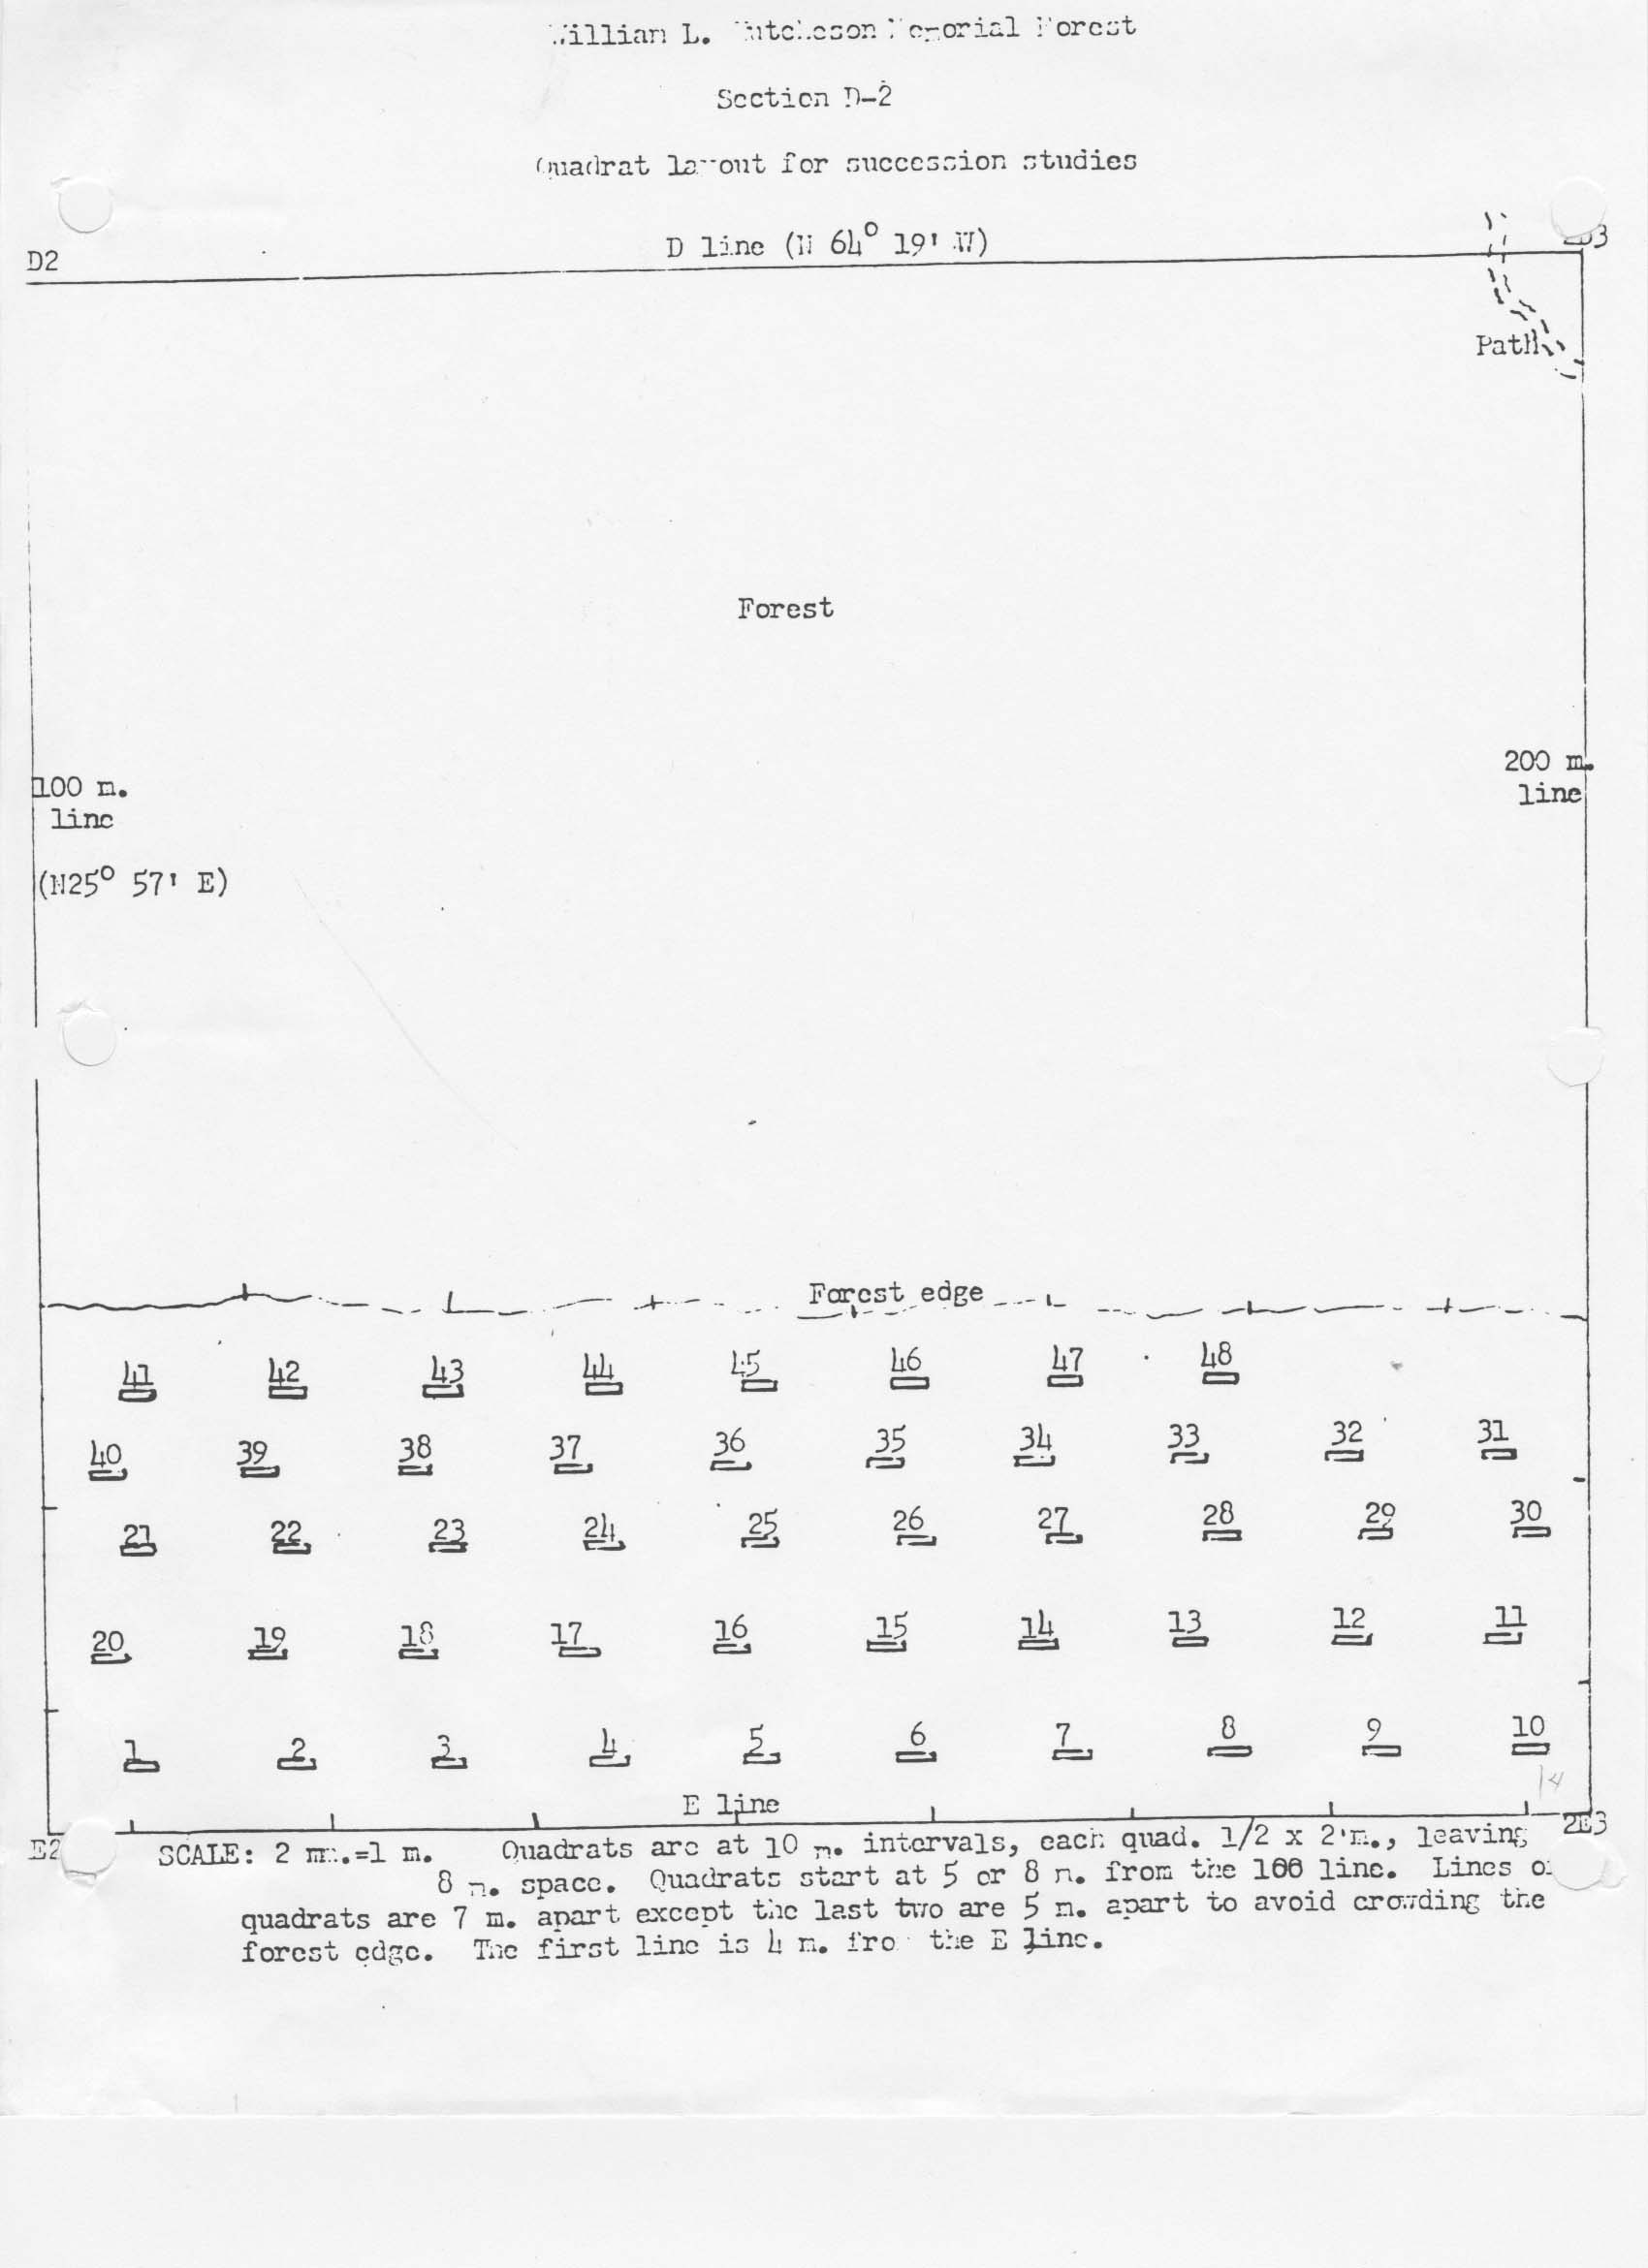 William L. Hutcheson Memorial Forest
Section D-2
Quadrat layout for succession studies
D2
D line (N 64° 19' W)
2D3
Path
Forest
200 m.
line
100 m.
line
(N25° 57' E)
Forest edge
41 42 43 44 45 46 47 48
40 39 38 37 36 35 34 33 32 31
21 22 23 24 25 26 27 28 29 30
20 19 18 17 16 15 14 13 12 11
1 2 3 4 5 6 7 8 9 10
14
E line
E2 2E3
SCALE: 2 mm.=1 m. Quadrats are at 10 m. intervals, each quad. 1/2 x 2 m., leaving
8 m. space. Quadrats start at 5 or 8 m. from the 100 line. Lines
quadrats are 7 m. apart except the last two are 5 m. apart to avoid crowding the
forest edge. The first line is 4 m. from the E line.